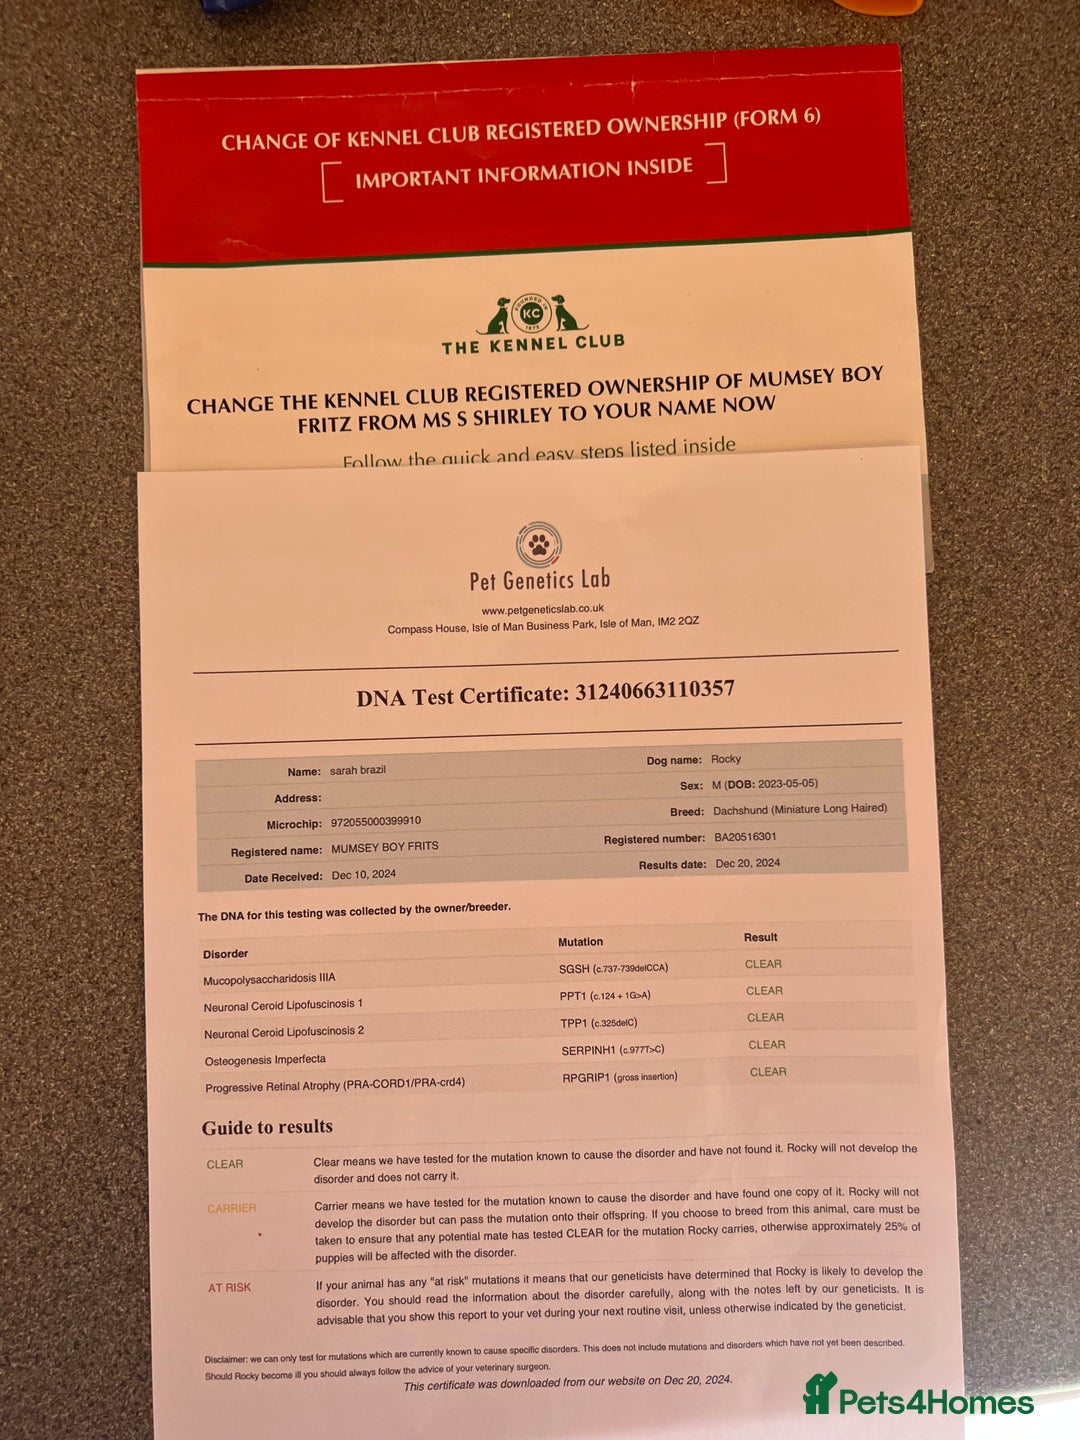 CHANGE OF KENNEL CLUB REGISTERED OWNERSHIP (FORM 6)
IMPORTANT INFORMATION INSIDE
FOUNDED IN
KC
1873
THE KENNEL CLUB
CHANGE THE KENNEL CLUB REGISTERED OWNERSHIP OF MUMSEY BOY
FRITZ FROM MS S SHIRLEY TO YOUR NAME NOW
Follow the quick and easy steps listed inside
Pet Genetics Lab
www.petgeneticslab.co.uk
Compass House, Isle of Man Business Park, Isle of Man, IM2 2QZ
DNA Test Certificate: 31240663110357
Name: sarah brazil
Address:
Microchip: 972055000399910
Registered name: MUMSEY BOY FRITS
Date Received: Dec 10, 2024
Dog name: Rocky
Sex: M (DOB: 2023-05-05)
Breed: Dachshund (Miniature Long Haired)
Registered number: BA20516301
Results date: Dec 20, 2024
The DNA for this testing was collected by the owner/breeder.
Disorder Mutation Result
Mucopolysaccharidosis IIIA SGSH (c.737-739delCCA) CLEAR
Neuronal Ceroid Lipofuscinosis 1 PPT1 (c.124 + 1G>A) CLEAR
Neuronal Ceroid Lipofuscinosis 2 TPP1 (c.325delC) CLEAR
Osteogenesis Imperfecta SERPINH1 (c.977T>C) CLEAR
Progressive Retinal Atrophy (PRA-CORD1/PRA-crd4) RPGRIP1 (gross insertion) CLEAR
Guide to results
CLEAR Clear means we have tested for the mutation known to cause the disorder and have not found it. Rocky will not develop the
disorder and does not carry it.
CARRIER Carrier means we have tested for the mutation known to cause the disorder and have found one copy of it. Rocky will not
develop the disorder but can pass the mutation onto their offspring. If you choose to breed from this animal, care must be
taken to ensure that any potential mate has tested CLEAR for the mutation Rocky carries, otherwise approximately 25% of
puppies will be affected with the disorder.
AT RISK If your animal has any "at risk" mutations it means that our geneticists have determined that Rocky is likely to develop the
disorder. You should read the information about the disorder carefully, along with the notes left by our geneticists. It is
advisable that you show this report to your vet during your next routine visit, unless otherwise indicated by the geneticist.
Disclaimer: we can only test for mutations which are currently known to cause specific disorders. This does not include mutations and disorders which have not yet been described.
Should Rocky become ill you should always follow the advice of your veterinary surgeon.
This certificate was downloaded from our website on Dec 20, 2024.
Pets4Homes